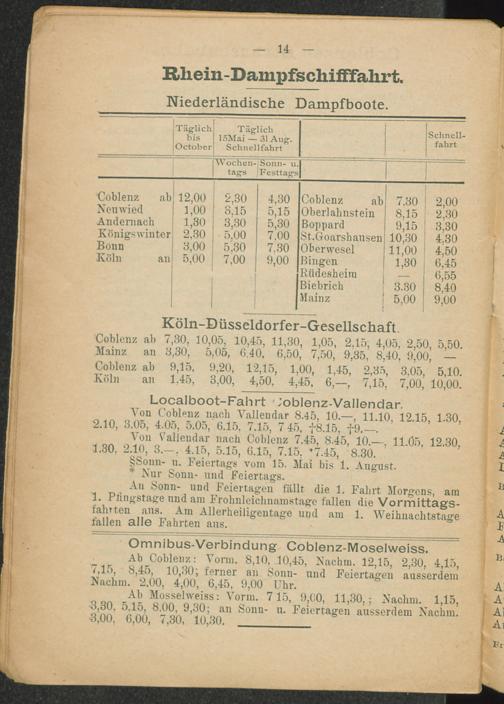 — 14 —
Rhein-Dampfschifffahrt.
Niederländische Dampfboote.
Täglich bis October | Täglich 15Mai — 31 Aug. Schnellfahrt | Schnell-fahrt
Wochen-tags | Sonn- u. Festtags
Coblenz ab 12,00 2,30 4,30
Neuwied 1,00 3,15 5,15
Andernach 1,30 3,30 5,30
Königswinter 2,30 5,00 7,00
Bonn 3,00 5,30 7,30
Köln an 5,00 7,00 9,00
Coblenz ab 7.30 2,00
Oberlahnstein 8,15 2,30
Boppard 9,15 3,30
St.Goarshausen 10,30 4,30
Oberwesel 11,00 4,50
Bingen 1,30 6,45
Rüdesheim — 6,55
Biebrich 3.30 8,40
Mainz 5,00 9,00
Köln-Düsseldorfer-Gesellschaft.
Coblenz ab 7,30, 10,05, 10,45, 11,30, 1,05, 2,15, 4,05, 2,50, 5,50.
Mainz an 3,30, 5,05, 6.40, 6,50, 7,50, 9,35, 8,40, 9,00, —
Coblenz ab 9,15, 9,20, 12,15, 1,00, 1,45, 2,35, 3,05, 5,10.
Köln an 1.45, 3,00, 4,50, 4,45, 6,—, 7,15, 7,00, 10,00.
Localboot-Fahrt Coblenz-Vallendar.
Von Coblenz nach Vallendar 8.45, 10.—, 11.10, 12.15, 1.30,
2.10, 3.05, 4.05, 5.05, 6.15, 7.15, 7 45, †8.15, †9.—.
Von Vallendar nach Coblenz 7.45, 8.45, 10.—, 11.05, 12.30,
1.30, 2.10, 3.—, 4.15, 5.15, 6.15, 7.15, *7.45, 8.30.
§Sonn- u. Feiertags vom 15. Mai bis 1. August.
* Nur Sonn- und Feiertags.
An Sonn- und Feiertagen fällt die 1. Fahrt Morgens, am
1. Pfingstage und am Frohnleichnamstage fallen die Vormittags-
fahrten aus. Am Allerheiligentage und am 1. Weihnachtstage
fallen alle Fahrten aus.
Omnibus-Verbindung Coblenz-Moselweiss.
Ab Coblenz: Vorm. 8,10, 10,45, Nachm. 12,15, 2,30, 4,15,
7,15, 8,45, 10,30; ferner an Sonn- und Feiertagen ausserdem
Nachm. 2,00, 4,00, 6,45, 9,00 Uhr.
Ab Mosselweiss: Vorm. 7 15, 9,00, 11,30,; Nachm. 1,15,
3,30, 5,15, 8,00, 9,30; an Sonn- u. Feiertagen ausserdem Nachm.
3,00, 6,00, 7,30, 10,30.